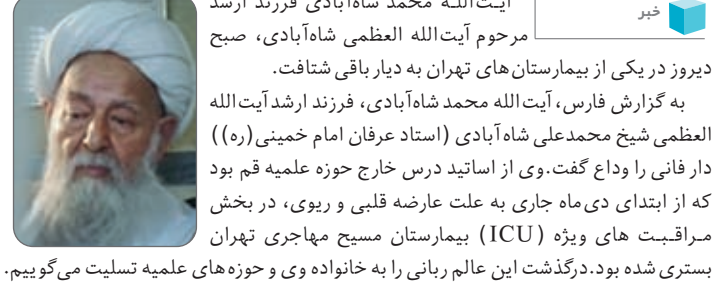 خبر
آیت‌الله محمد شاه‌آبادی فرزند ارشد
مرحوم آیت‌الله العظمی شاه‌آبادی، صبح
دیروز در یکی از بیمارستان‌های تهران به دیار باقی شتافت.
به گزارش فارس، آیت‌الله محمد شاه‌آبادی، فرزند ارشد آیت‌الله
العظمی شیخ محمدعلی شاه‌آبادی (استاد عرفان امام خمینی(ره))
دار فانی را وداع گفت.وی از اساتید درس خارج حوزه علمیه قم بود
که از ابتدای دی‌ماه جاری به علت عارضه قلبی و ریوی، در بخش
مراقبت های ویژه (ICU) بیمارستان مسیح مهاجری تهران
بستری شده بود.درگذشت این عالم ربانی را به خانواده وی و حوزه‌های علمیه تسلیت می‌گوییم.